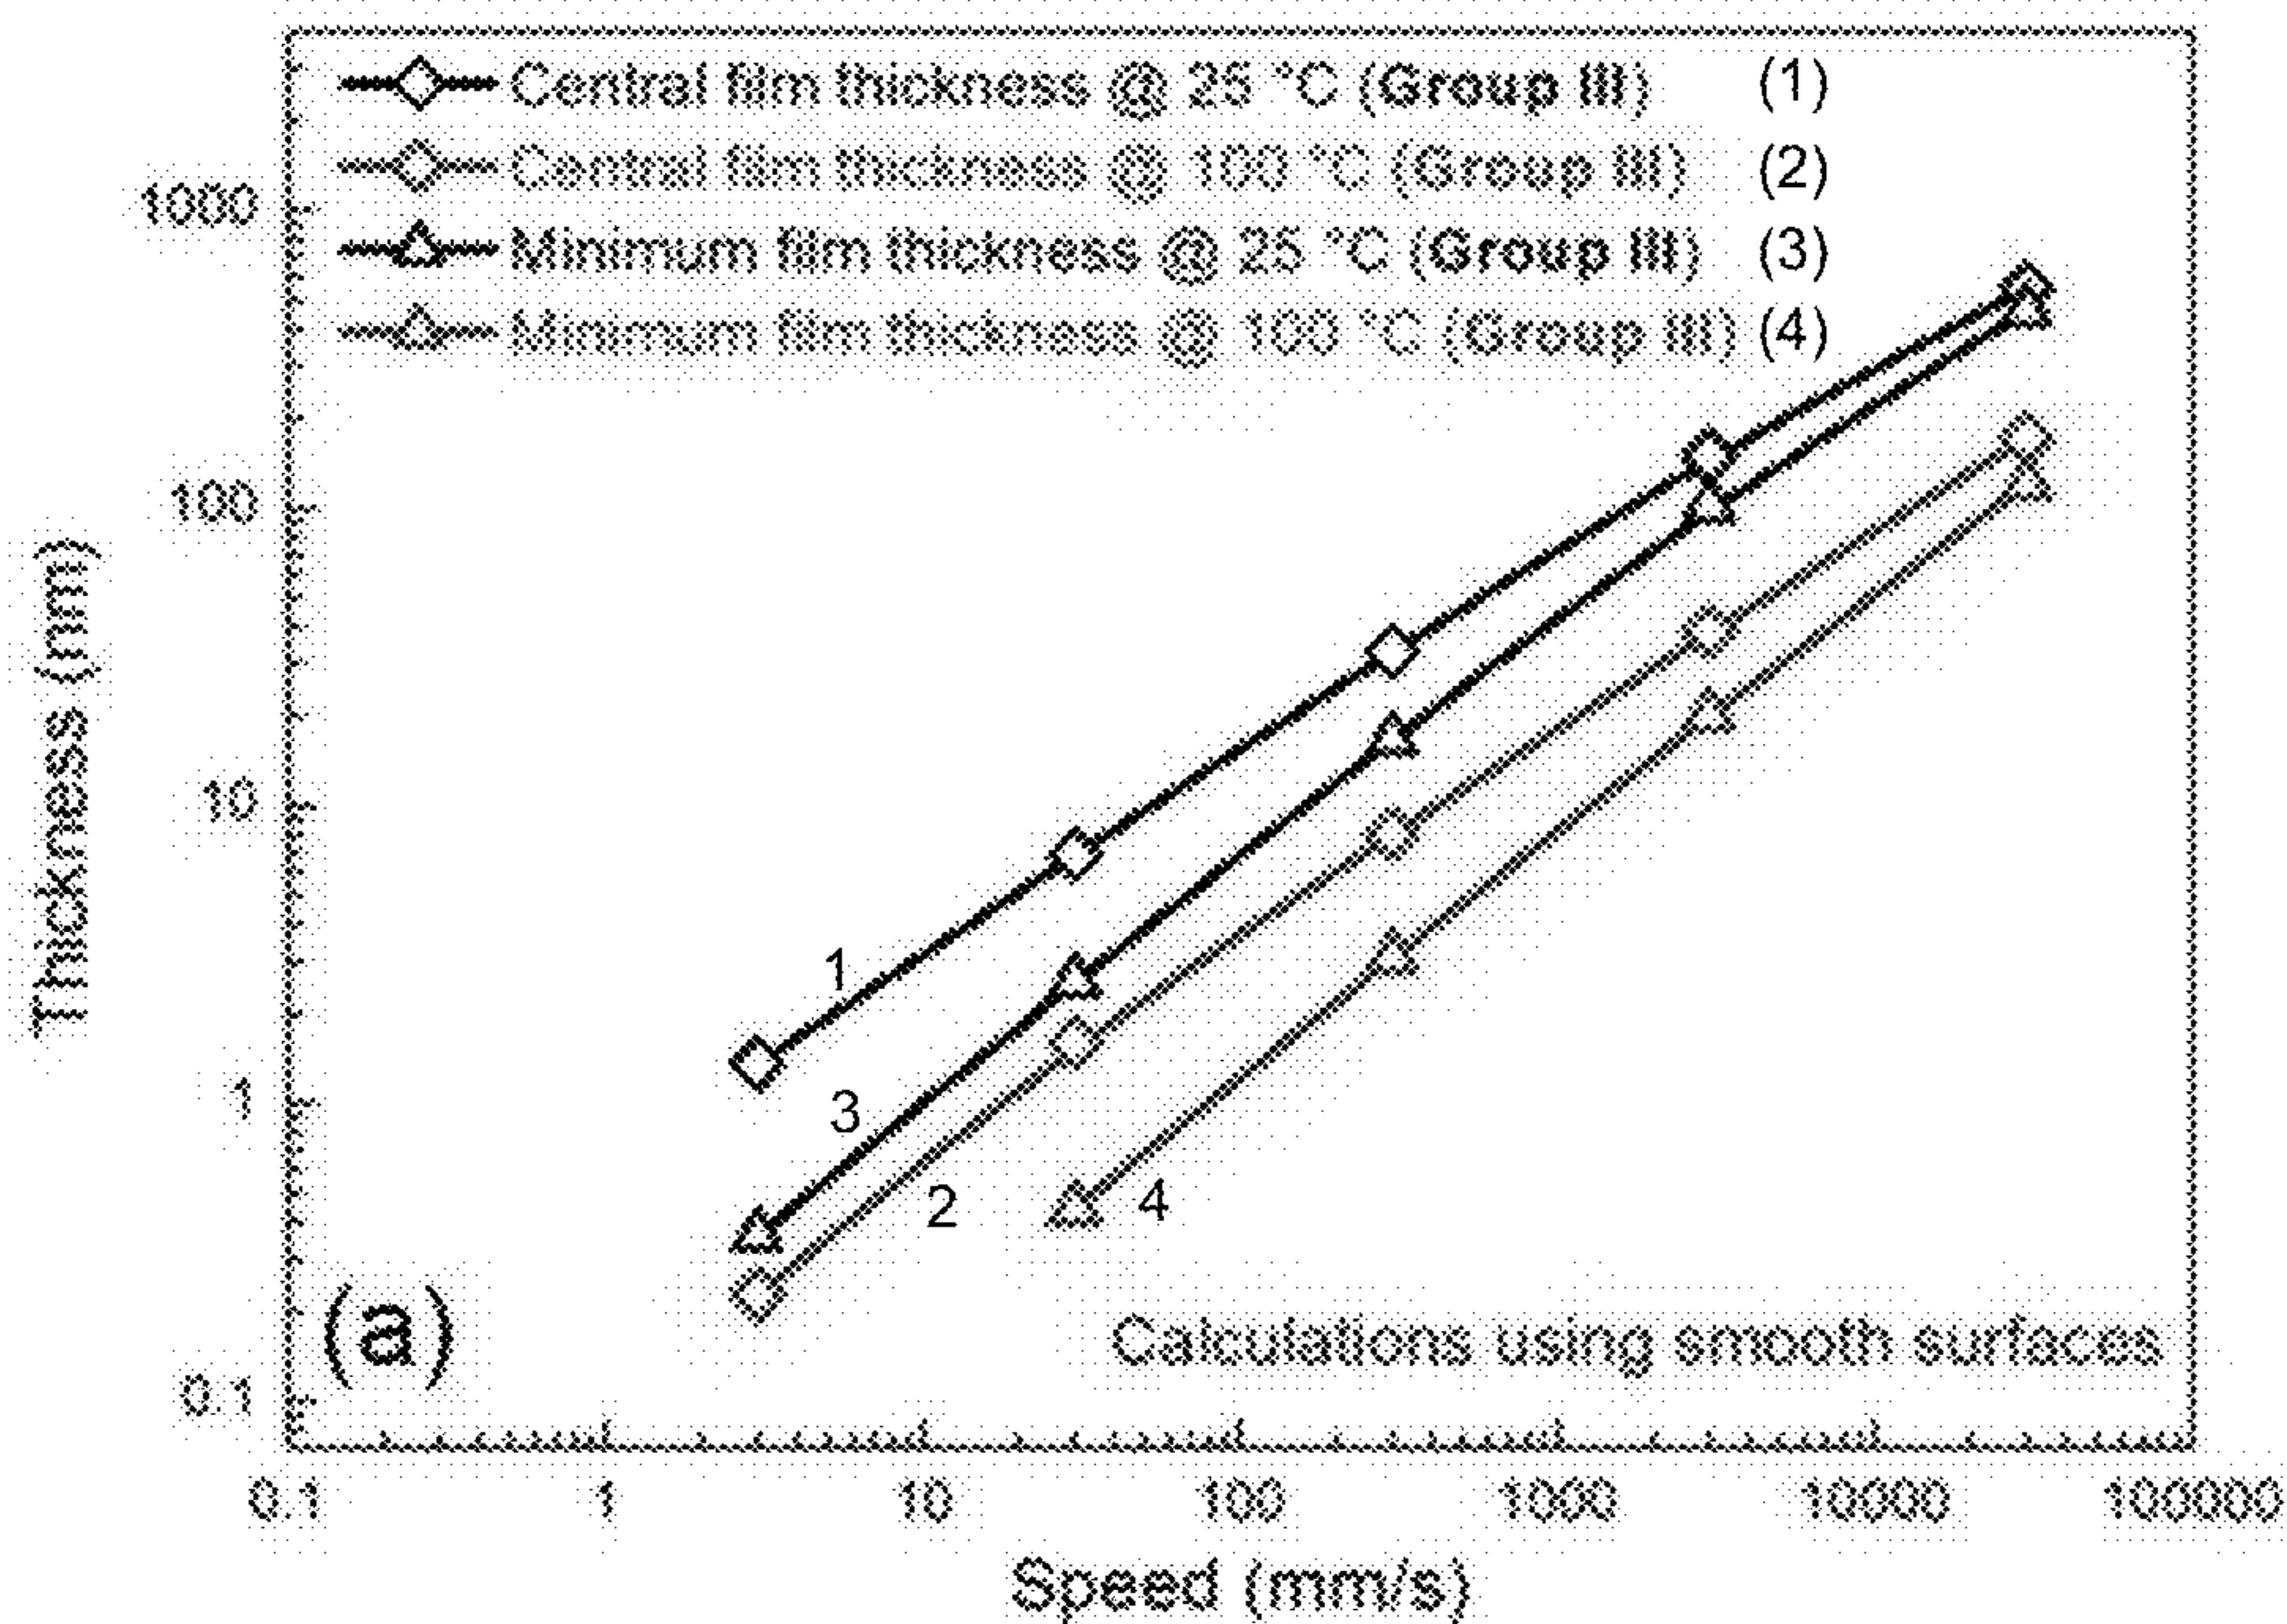 Central film thickness @ 25 °C (Group III) (1)
Central film thickness @ 100 °C (Group III) (2)
Minimum film thickness @ 25 °C (Group III) (3)
Minimum film thickness @ 100 °C (Group III) (4)
1000
100
10
1
0.1
Thickness (nm)
1
3
2
4
(a)
Calculations using smooth surfaces
0.1 1 10 100 1000 10000 100000
Speed (mm/s)